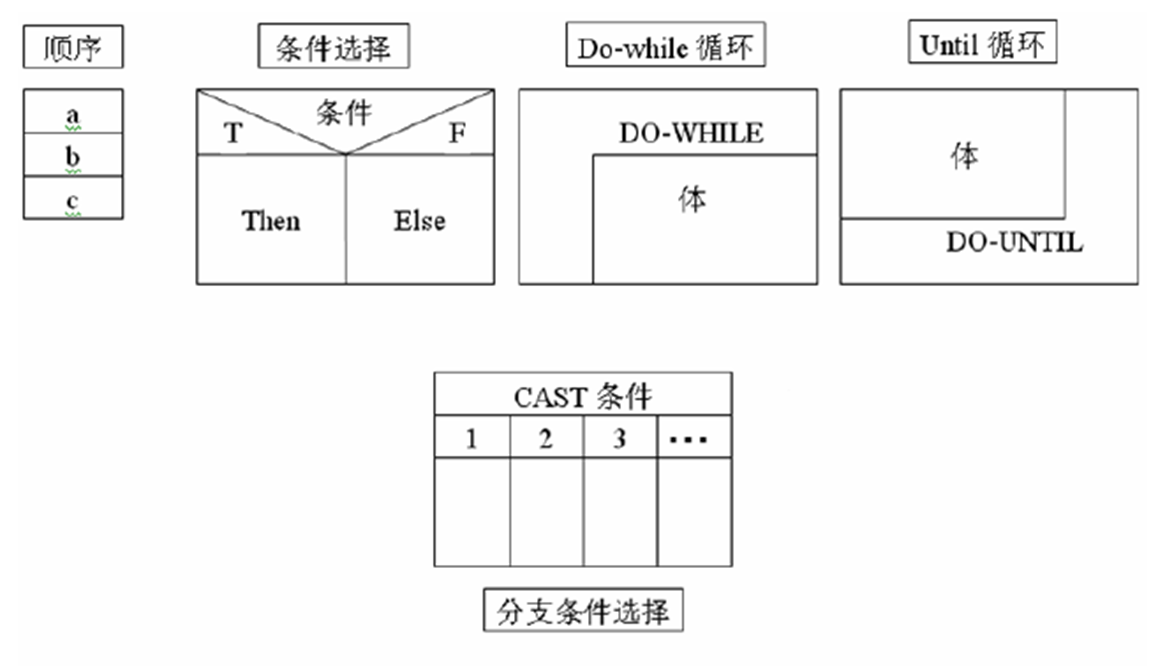 顺序
条件选择
Do-while 循环
Until 循环
a
b
c
条件
T
F
Then
Else
DO-WHILE
体
体
DO-UNTIL
CAST 条件
1 2 3 ···
分支条件选择